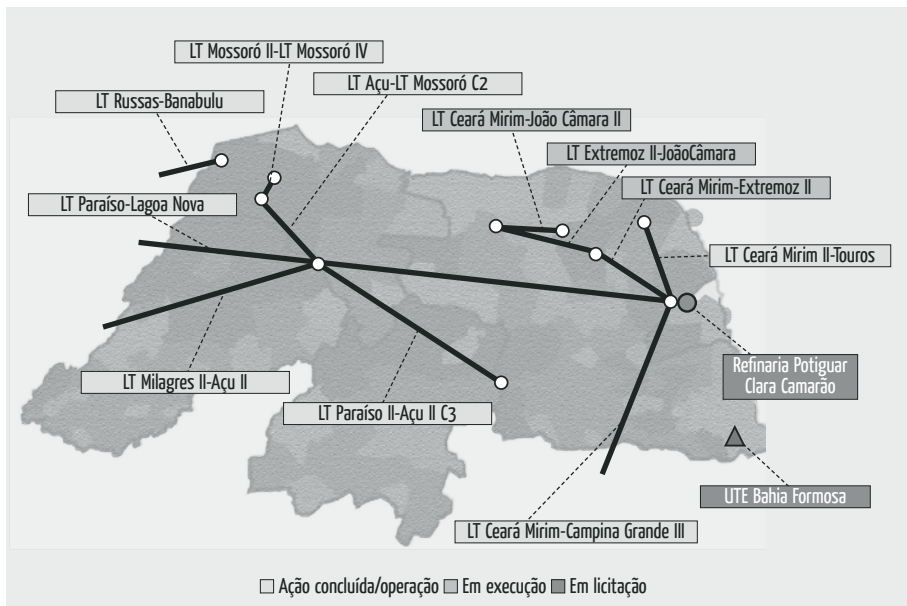 LT Mossoró II-LT Mossoró IV
LT Açu-LT Mossoró C2
LT Russas-Banabulu
LT Ceará Mirim-João Câmara II
LT Extremoz II-JoãoCâmara
LT Ceará Mirim-Extremoz II
LT Paraíso-Lagoa Nova
LT Ceará Mirim II-Touros
Refinaria Potiguar
Clara Camarão
LT Milagres II-Açu II
LT Paraíso II-Açu II C3
UTE Bahia Formosa
LT Ceará Mirim-Campina Grande III
Ação concluída/operação
Em execução
Em licitação